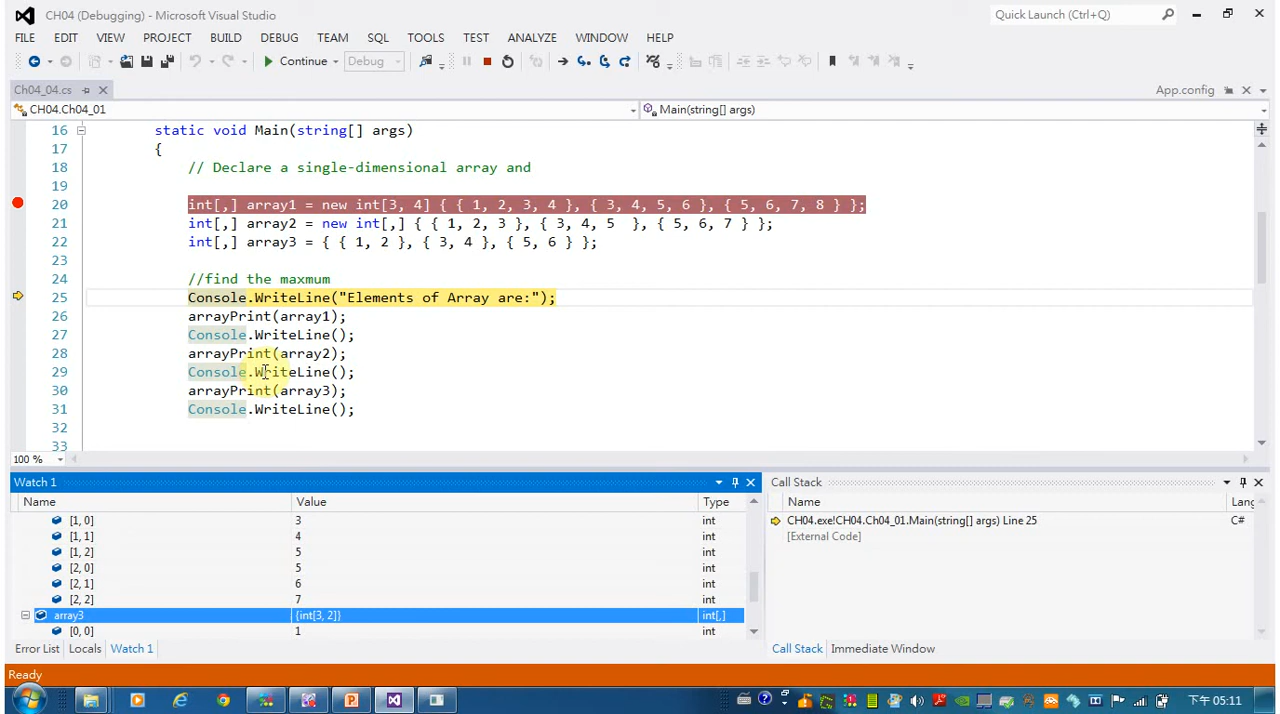 CH04 (Debugging) - Microsoft Visual Studio
Quick Launch (Ctrl+Q)
FILE EDIT VIEW PROJECT BUILD DEBUG TEAM SQL TOOLS TEST ANALYZE WINDOW HELP
Continue Debug
Ch04_04.cs App.config
CH04.Ch04_01 Main(string[] args)
16 static void Main(string[] args)
17 {
18 // Declare a single-dimensional array and
19
20 int[,] array1 = new int[3, 4] { { 1, 2, 3, 4 }, { 3, 4, 5, 6 }, { 5, 6, 7, 8 } };
21 int[,] array2 = new int[,] { { 1, 2, 3 }, { 3, 4, 5  }, { 5, 6, 7 } };
22 int[,] array3 = { { 1, 2 }, { 3, 4 }, { 5, 6 } };
23
24 //find the maxmum
25 Console.WriteLine("Elements of Array are:");
26 arrayPrint(array1);
27 Console.WriteLine();
28 arrayPrint(array2);
29 Console.WriteLine();
30 arrayPrint(array3);
31 Console.WriteLine();
32
33
100 %
Watch 1
Name Value Type
[1, 0] 3 int
[1, 1] 4 int
[1, 2] 5 int
[2, 0] 5 int
[2, 1] 6 int
[2, 2] 7 int
array3 {int[3, 2]} int[,]
[0, 0] 1 int
Error List Locals Watch 1
Call Stack
Name Lang
CH04.exe!CH04.Ch04_01.Main(string[] args) Line 25 C#
[External Code]
Call Stack Immediate Window
Ready
下午 05:11